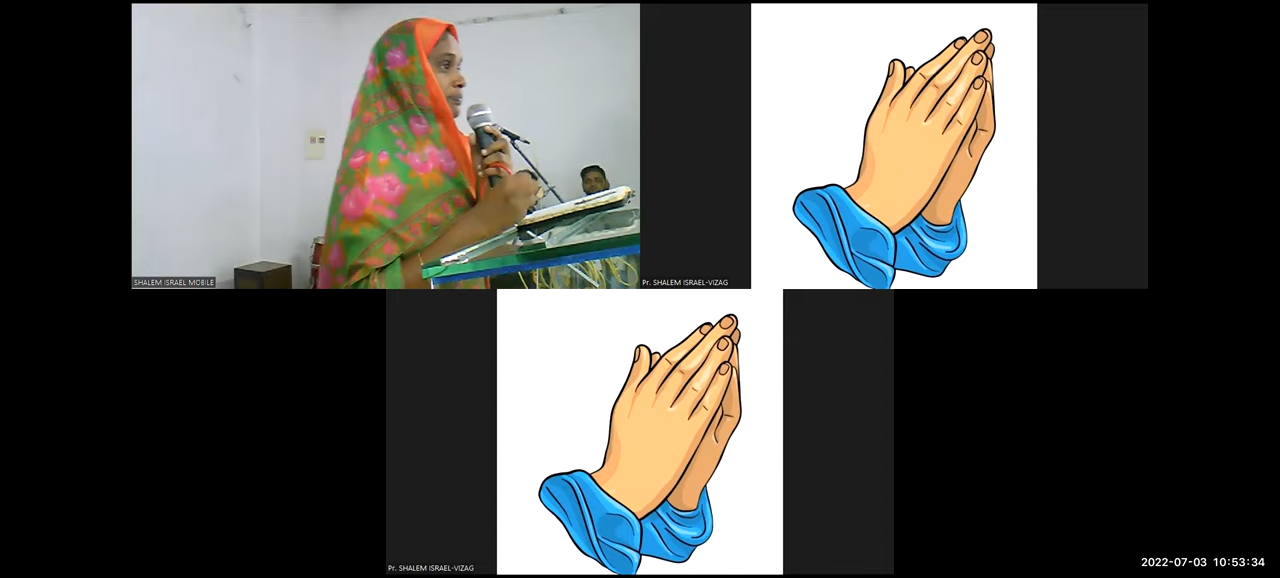 SHALEM ISRAEL MOBILE
Pr. SHALEM ISRAEL-VIZAG
Pr. SHALEM ISRAEL-VIZAG
2022-07-03 10:53:34